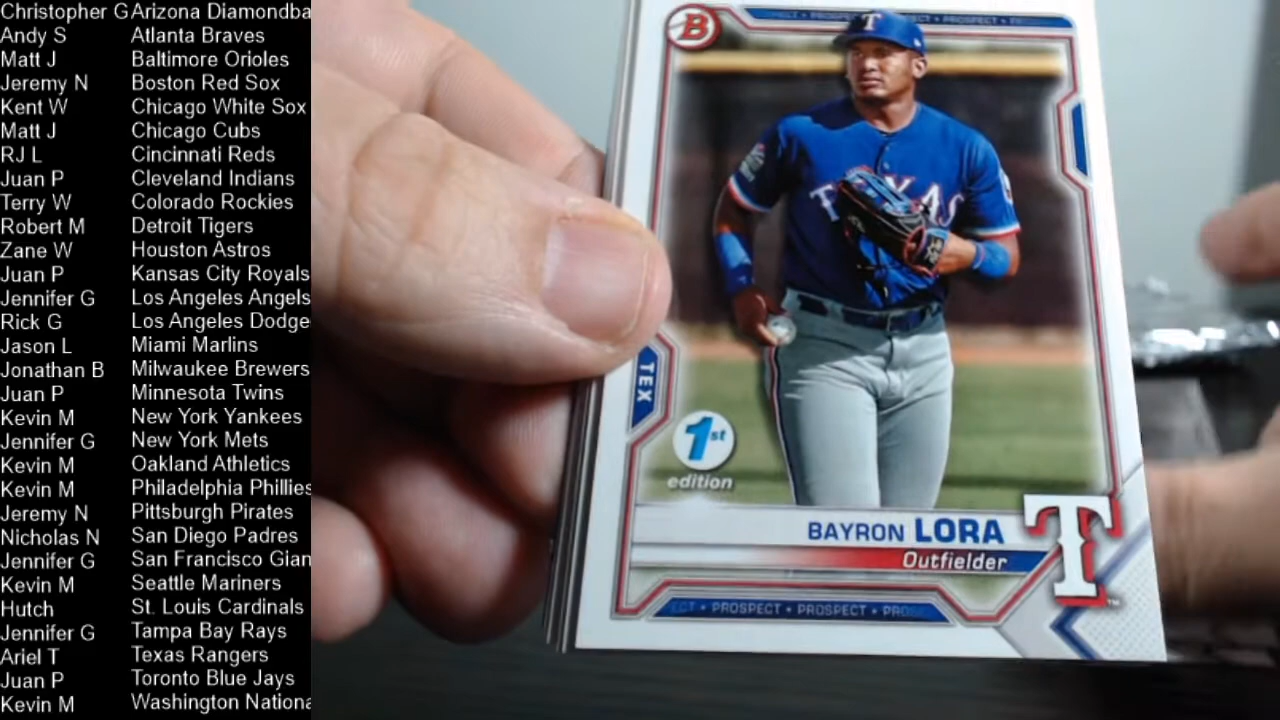 Christopher G Arizona Diamondba
Andy S Atlanta Braves
Matt J Baltimore Orioles
Jeremy N Boston Red Sox
Kent W Chicago White Sox
Matt J Chicago Cubs
RJ L Cincinnati Reds
Juan P Cleveland Indians
Terry W Colorado Rockies
Robert M Detroit Tigers
Zane W Houston Astros
Juan P Kansas City Royals
Jennifer G Los Angeles Angels
Rick G Los Angeles Dodge
Jason L Miami Marlins
Jonathan B Milwaukee Brewers
Juan P Minnesota Twins
Kevin M New York Yankees
Jennifer G New York Mets
Kevin M Oakland Athletics
Kevin M Philadelphia Phillies
Jeremy N Pittsburgh Pirates
Nicholas N San Diego Padres
Jennifer G San Francisco Gian
Kevin M Seattle Mariners
Hutch St. Louis Cardinals
Jennifer G Tampa Bay Rays
Ariel T Texas Rangers
Juan P Toronto Blue Jays
Kevin M Washington Nationa
B
T
TEXAS
TEX
1st
edition
BAYRON LORA
Outfielder
T
TM
ECT • PROSPECT • PROSPECT • PROS